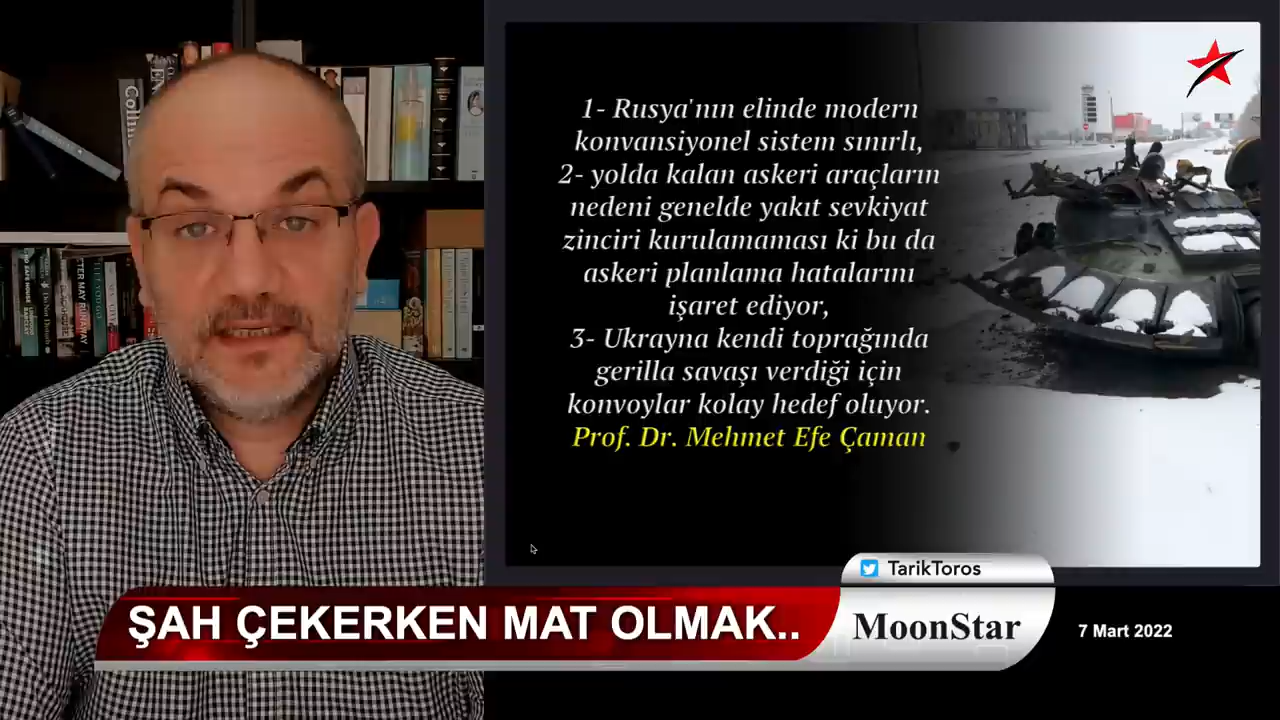 1- Rusya'nın elinde modern
konvansiyonel sistem sınırlı,
2- yolda kalan askeri araçların
nedeni genelde yakıt sevkiyat
zinciri kurulamaması ki bu da
askeri planlama hatalarını
işaret ediyor,
3- Ukrayna kendi toprağında
gerilla savaşı verdiği için
konvoylar kolay hedef oluyor.
Prof. Dr. Mehmet Efe Çaman
TarikToros
ŞAH ÇEKERKEN MAT OLMAK..
MoonStar
7 Mart 2022